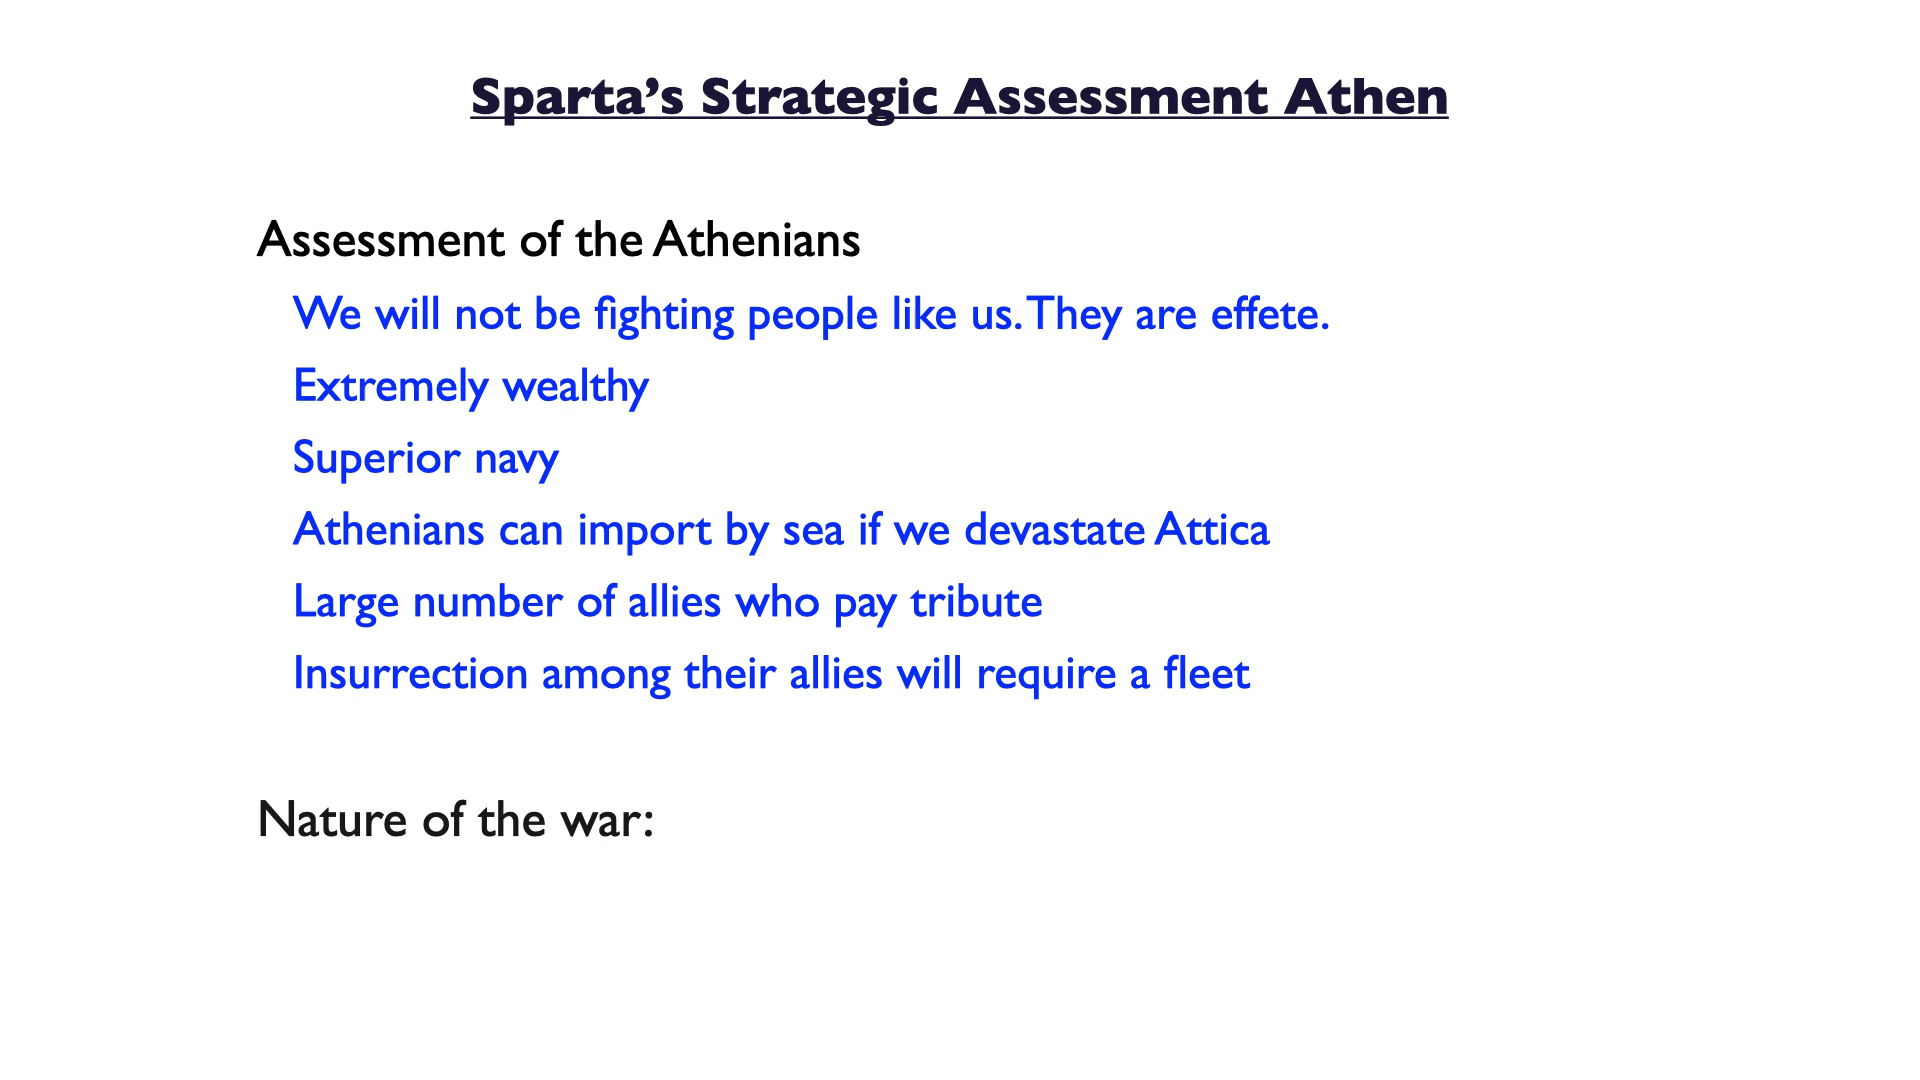 Sparta’s Strategic Assessment Athen
Assessment of the Athenians
We will not be fighting people like us. They are effete.
Extremely wealthy
Superior navy
Athenians can import by sea if we devastate Attica
Large number of allies who pay tribute
Insurrection among their allies will require a fleet
Nature of the war: